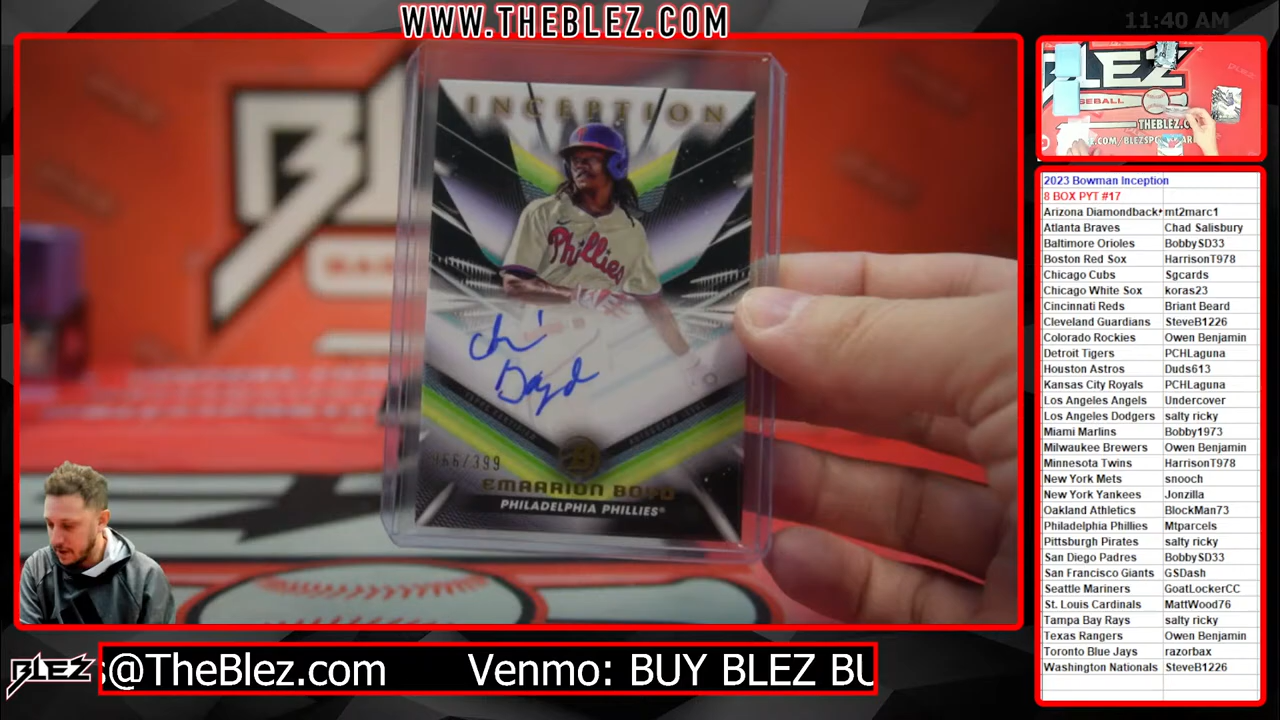 WWW.THEBLEZ.COM
11:40 AM
INCEPTION
Phillies
/399
EMARRION BOYD
PHILADELPHIA PHILLIES
BLEZ
BASEBALL
THEBLEZ
2023 Bowman Inception
8 BOX PYT #17
Arizona Diamondback mt2marc1
Atlanta Braves Chad Salisbury
Baltimore Orioles BobbySD33
Boston Red Sox HarrisonT978
Chicago Cubs Sgcards
Chicago White Sox koras23
Cincinnati Reds Briant Beard
Cleveland Guardians SteveB1226
Colorado Rockies Owen Benjamin
Detroit Tigers PCHLaguna
Houston Astros Duds613
Kansas City Royals PCHLaguna
Los Angeles Angels Undercover
Los Angeles Dodgers salty ricky
Miami Marlins Bobby1973
Milwaukee Brewers Owen Benjamin
Minnesota Twins HarrisonT978
New York Mets snooch
New York Yankees Jonzilla
Oakland Athletics BlockMan73
Philadelphia Phillies Mtparcels
Pittsburgh Pirates salty ricky
San Diego Padres BobbySD33
San Francisco Giants GSDash
Seattle Mariners GoatLockerCC
St. Louis Cardinals MattWood76
Tampa Bay Rays salty ricky
Texas Rangers Owen Benjamin
Toronto Blue Jays razorbax
Washington Nationals SteveB1226
BLEZ
s@TheBlez.com Venmo: BUY BLEZ BU